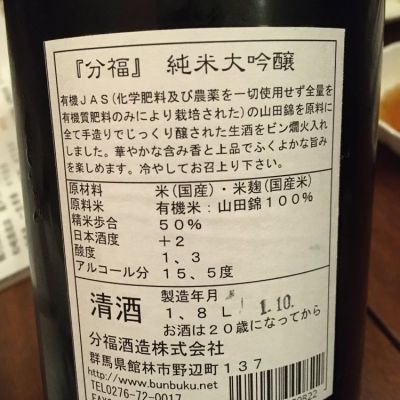 『分福』 純米大吟醸
有機JAS(化学肥料及び農薬を一切使用せず全量を
有機質肥料のみにより栽培された)の山田錦を原料に
全て手造りでじっくり醸された生酒をビン燗火入れ
しました。華やかな含み香と上品でふくよかな旨み
を楽しめます。冷やしてお召上り下さい。
原材料 米(国産)・米麹(国産米)
原料米 有機米:山田錦100%
精米歩合 50%
日本酒度 +2
酸度 1、3
アルコール分 15、5度
清酒 製造年月 1.10.
1、8L
お酒は20歳になってから
分福酒造株式会社
群馬県館林市野辺町137
http://www.bunbuku.net
TEL0276-72-0017